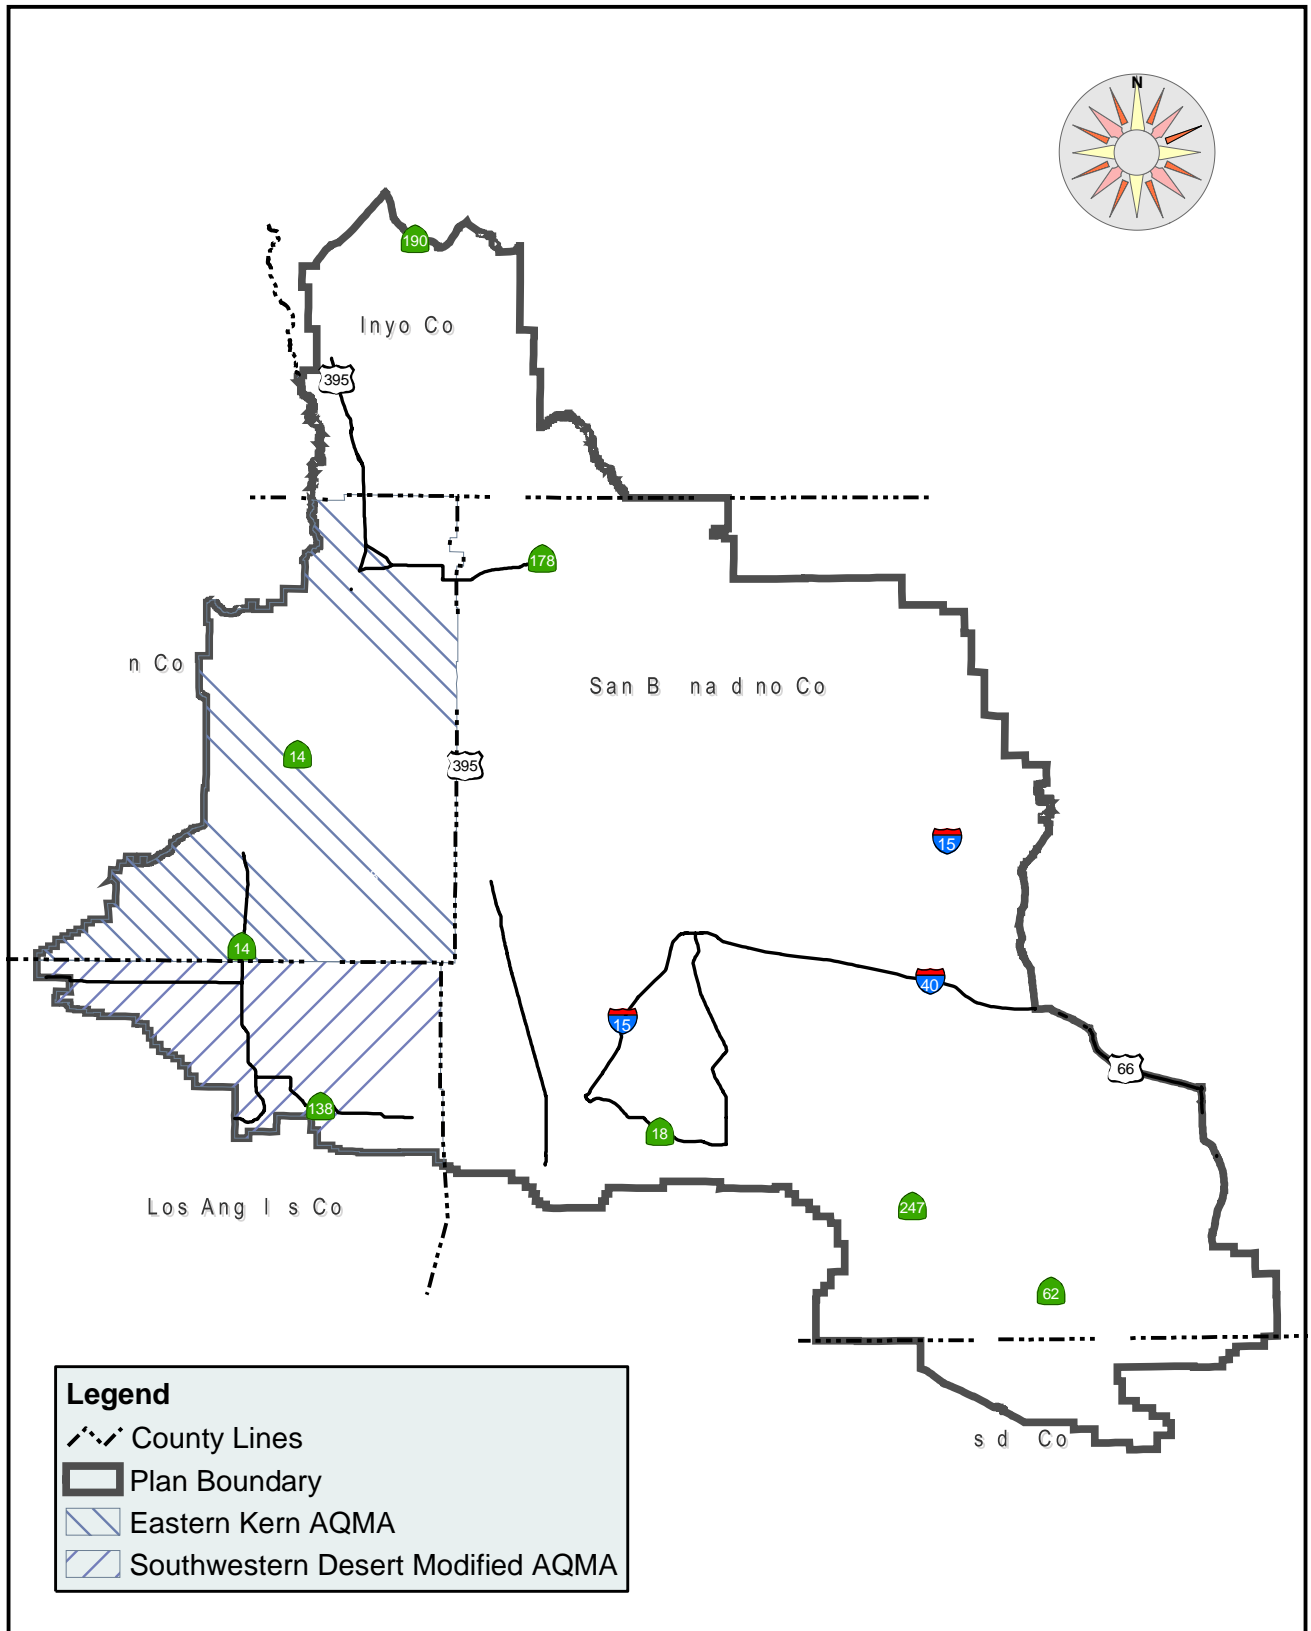 N
190
Inyo Co
395
178
n Co
San B na d no Co
14
395
15
14
40
15
66
138
18
Los Ang l s Co
247
62
s d Co
Legend
County Lines
Plan Boundary
Eastern Kern AQMA
Southwestern Desert Modified AQMA